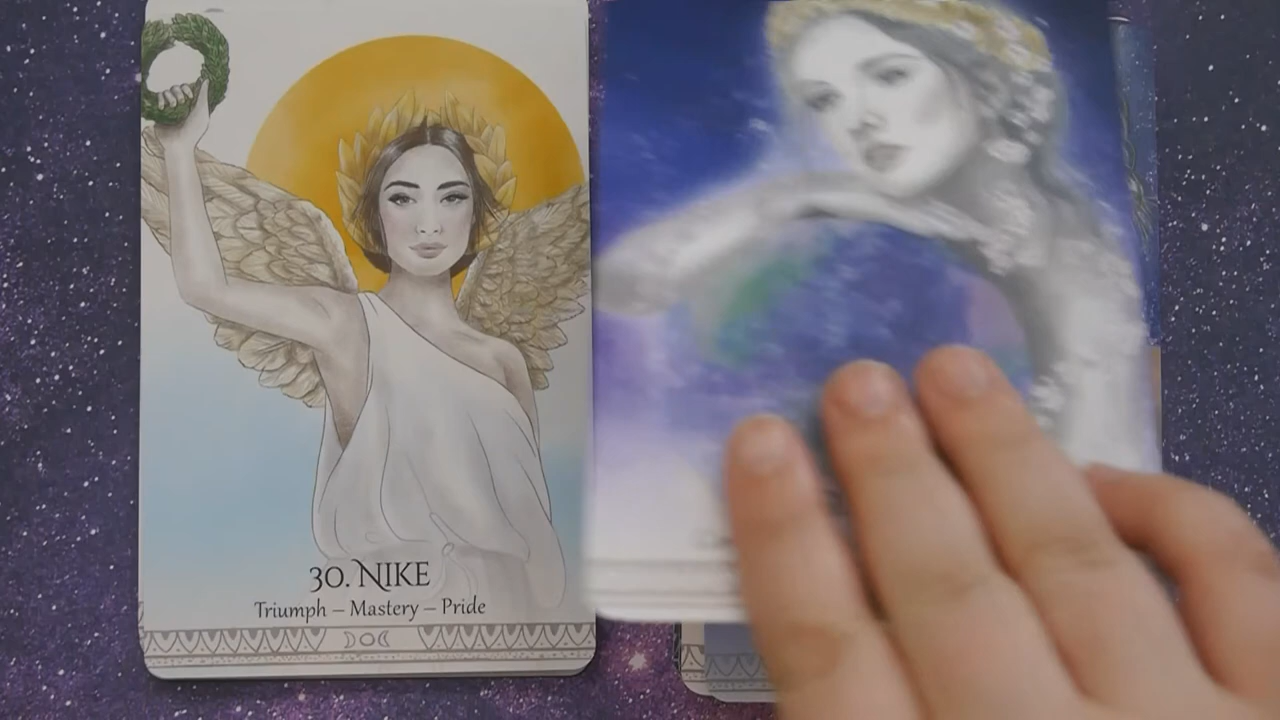 30. NIKE
Triumph – Mastery – Pride